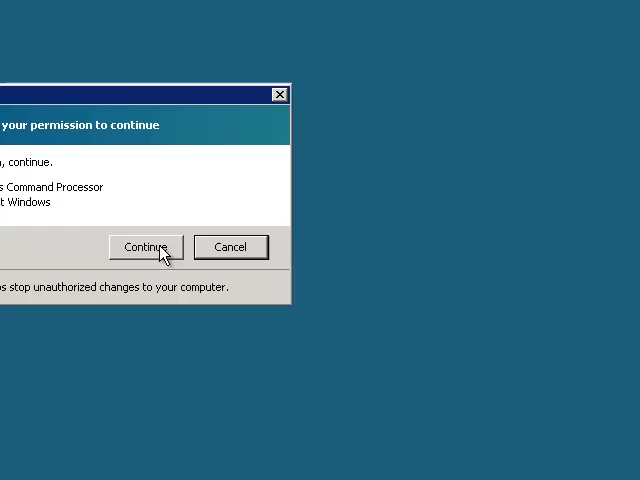 your permission to continue
, continue.
s Command Processor
t Windows
Continue
Cancel
s stop unauthorized changes to your computer.